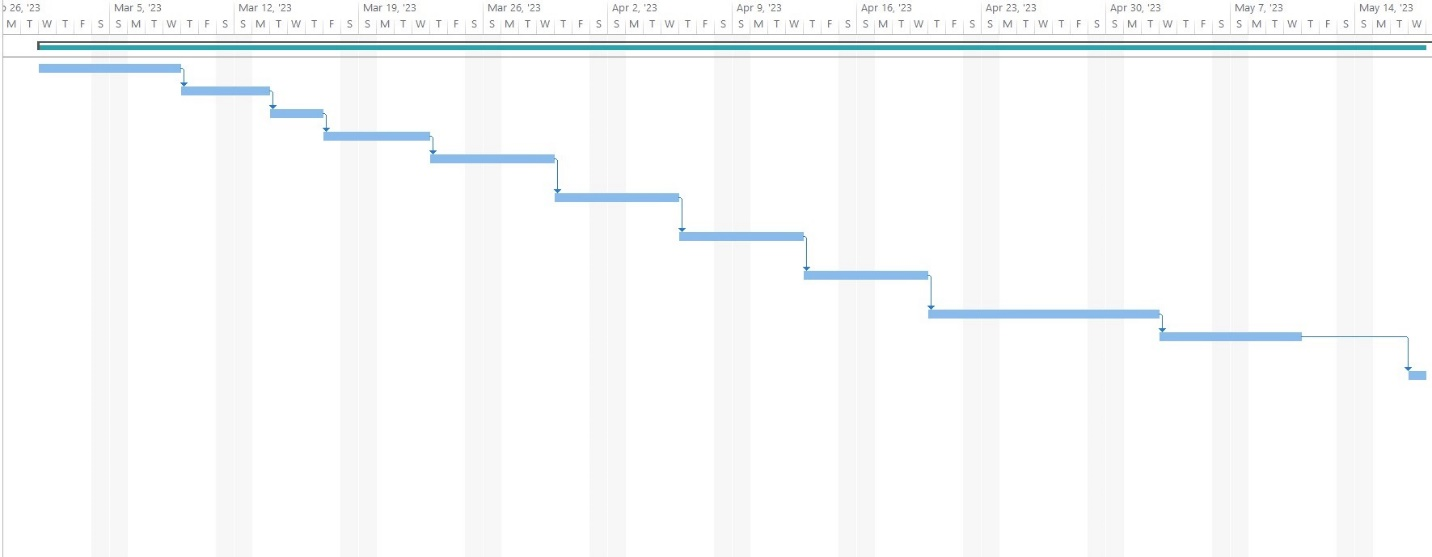 26, '23 Mar 5, '23 Mar 12, '23 Mar 19, '23 Mar 26, '23 Apr 2, '23 Apr 9, '23 Apr 16, '23 Apr 23, '23 Apr 30, '23 May 7, '23 May 14, '23
M T W T F S S M T W T F S S M T W T F S S M T W T F S S M T W T F S S M T W T F S S M T W T F S S M T W T F S S M T W T F S S M T W T F S S M T W T F S S M T W